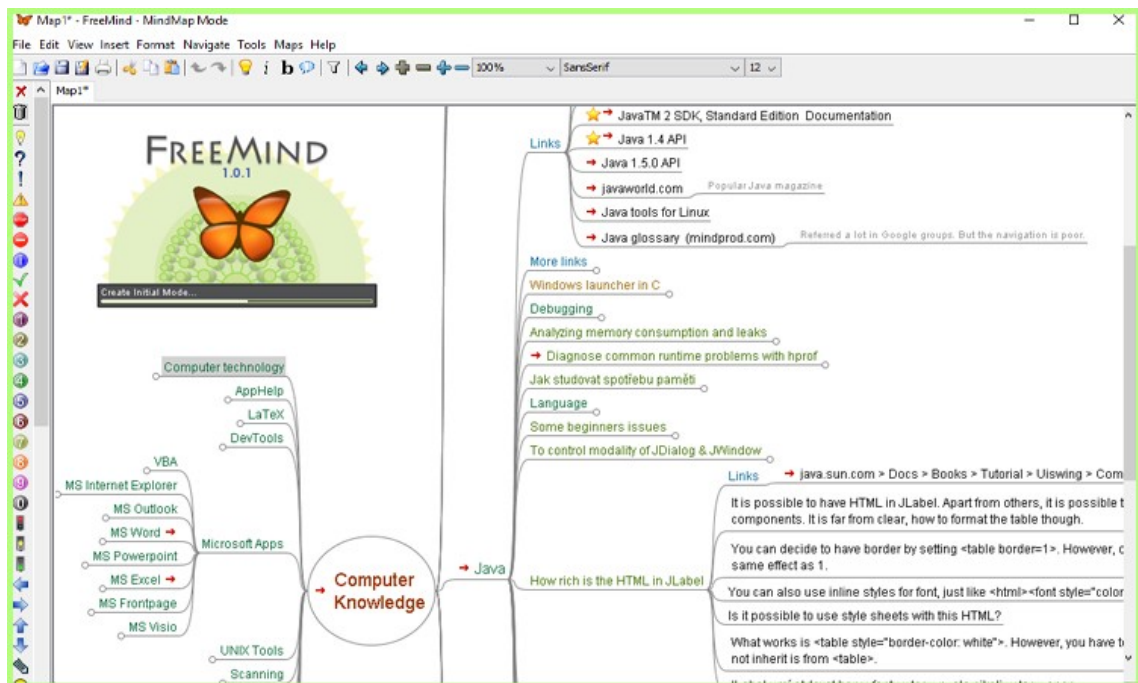 Map1* - FreeMind - MindMap Mode
File Edit View Insert Format Navigate Tools Maps Help
100% SansSerif 12
Map1*
FREEMIND
1.0.1
Create Initial Mode...
Computer technology
AppHelp
LaTeX
DevTools
VBA
MS Internet Explorer
MS Outlook
MS Word
MS Powerpoint
MS Excel
MS Frontpage
MS Visio
Microsoft Apps
UNIX Tools
Scanning
Computer
Knowledge
Java
Links
JavaTM 2 SDK, Standard Edition Documentation
Java 1.4 API
Java 1.5.0 API
javaworld.com Popular Java magazine
Java tools for Linux
Java glossary (mindprod.com) Referred a lot in Google groups. But the navigation is poor.
More links
Windows launcher in C
Debugging
Analyzing memory consumption and leaks
Diagnose common runtime problems with hprof
Jak studovat spotřebu paměti
Language
Some beginners issues
To control modality of JDialog & JWindow
How rich is the HTML in JLabel
Links java.sun.com > Docs > Books > Tutorial > Uiswing > Com
It is possible to have HTML in JLabel. Apart from others, it is possible t
components. It is far from clear, how to format the table though.
You can decide to have border by setting <table border=1>. However,
same effect as 1.
You can also use inline styles for font, just like <html><font style="color
Is it possible to use style sheets with this HTML?
What works is <table style="border-color: white">. However, you have t
not inherit is from <table>.